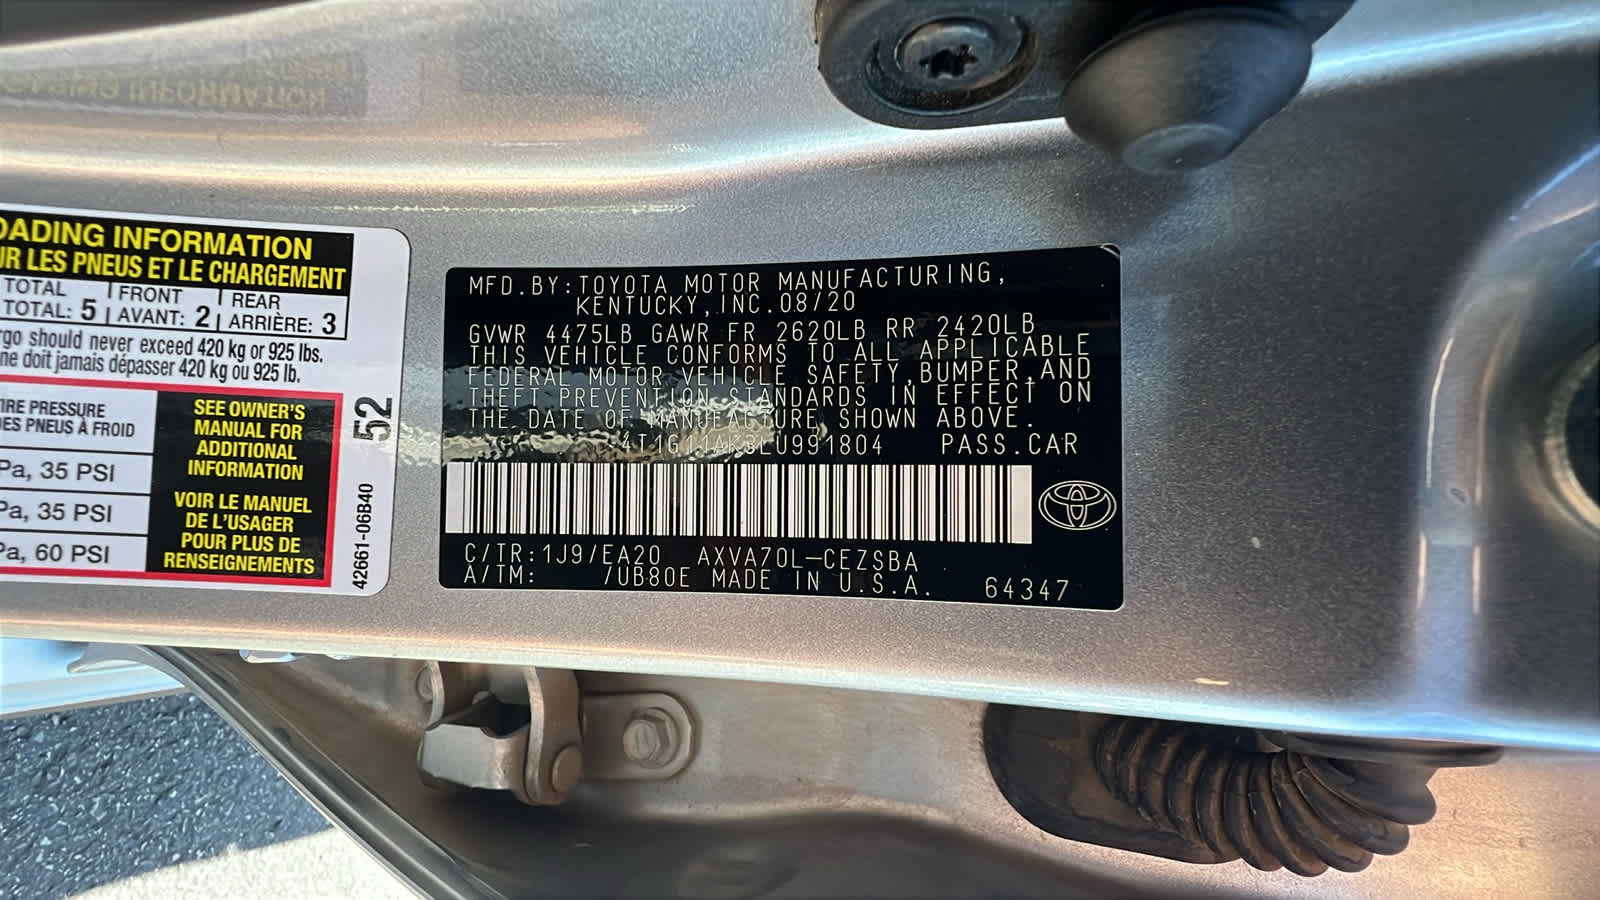 OADING INFORMATION
UR LES PNEUS ET LE CHARGEMENT
TOTAL FRONT REAR
TOTAL: 5 AVANT: 2 ARRIÈRE: 3
rgo should never exceed 420 kg or 925 lbs.
ne doit jamais dépasser 420 kg ou 925 lb.
TIRE PRESSURE
DES PNEUS À FROID
Pa, 35 PSI
Pa, 35 PSI
Pa, 60 PSI
SEE OWNER'S
MANUAL FOR
ADDITIONAL
INFORMATION
VOIR LE MANUEL
DE L'USAGER
POUR PLUS DE
RENSEIGNEMENTS
52
42661-06B40
MFD.BY:TOYOTA MOTOR MANUFACTURING,
KENTUCKY,INC.08/20
GVWR 4475LB GAWR FR 2620LB RR 2420LB
THIS VEHICLE CONFORMS TO ALL APPLICABLE
FEDERAL MOTOR VEHICLE SAFETY,BUMPER,AND
THEFT PREVENTION STANDARDS IN EFFECT ON
THE DATE OF MANUFACTURE SHOWN ABOVE.
PASS.CAR
C/TR:1J9/EA20 AXVA70L-CEZSBA
A/TM: /UB80E MADE IN U.S.A. 64347